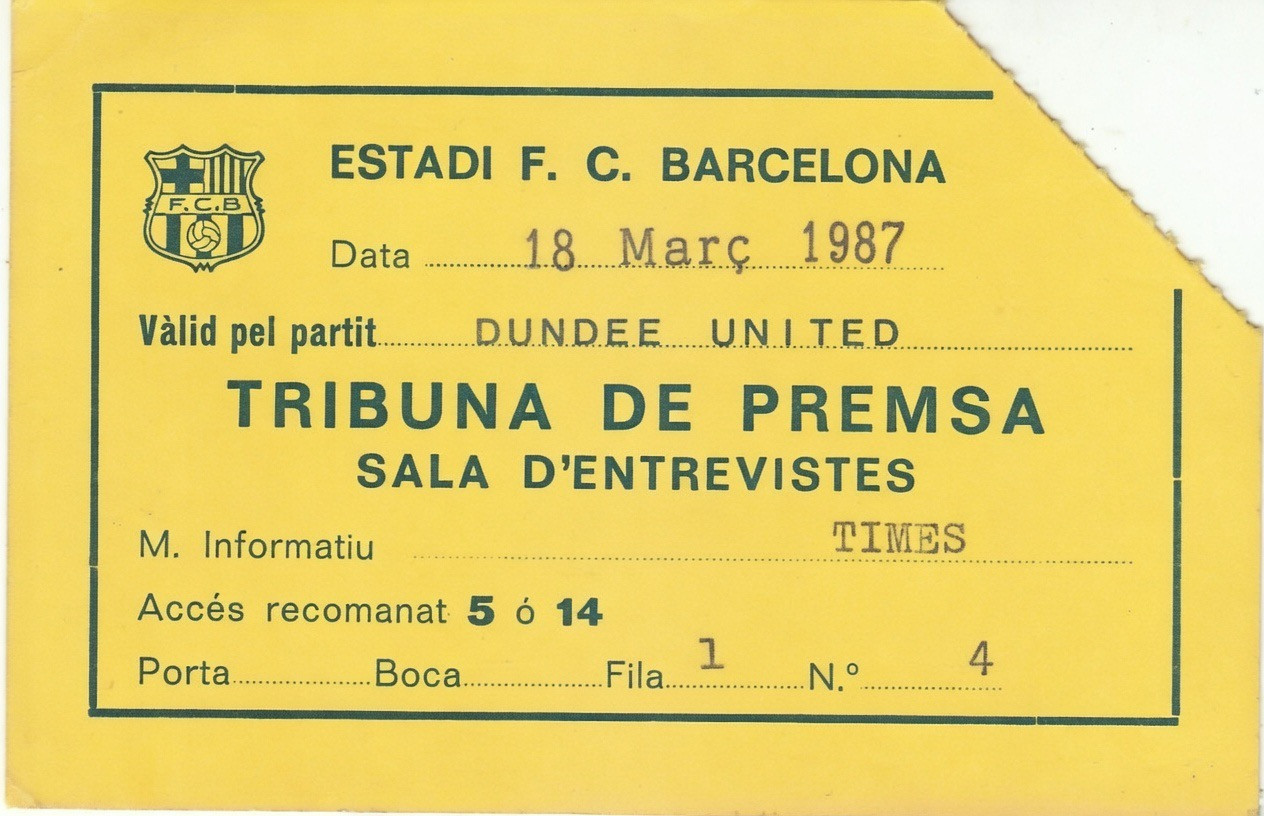 ESTADI F. C. BARCELONA
F.C.B
Data 18 Març 1987
Vàlid pel partit DUNDEE UNITED
TRIBUNA DE PREMSA
SALA D'ENTREVISTES
M. Informatiu TIMES
Accés recomanat 5 ó 14
Porta Boca Fila 1 N.º 4